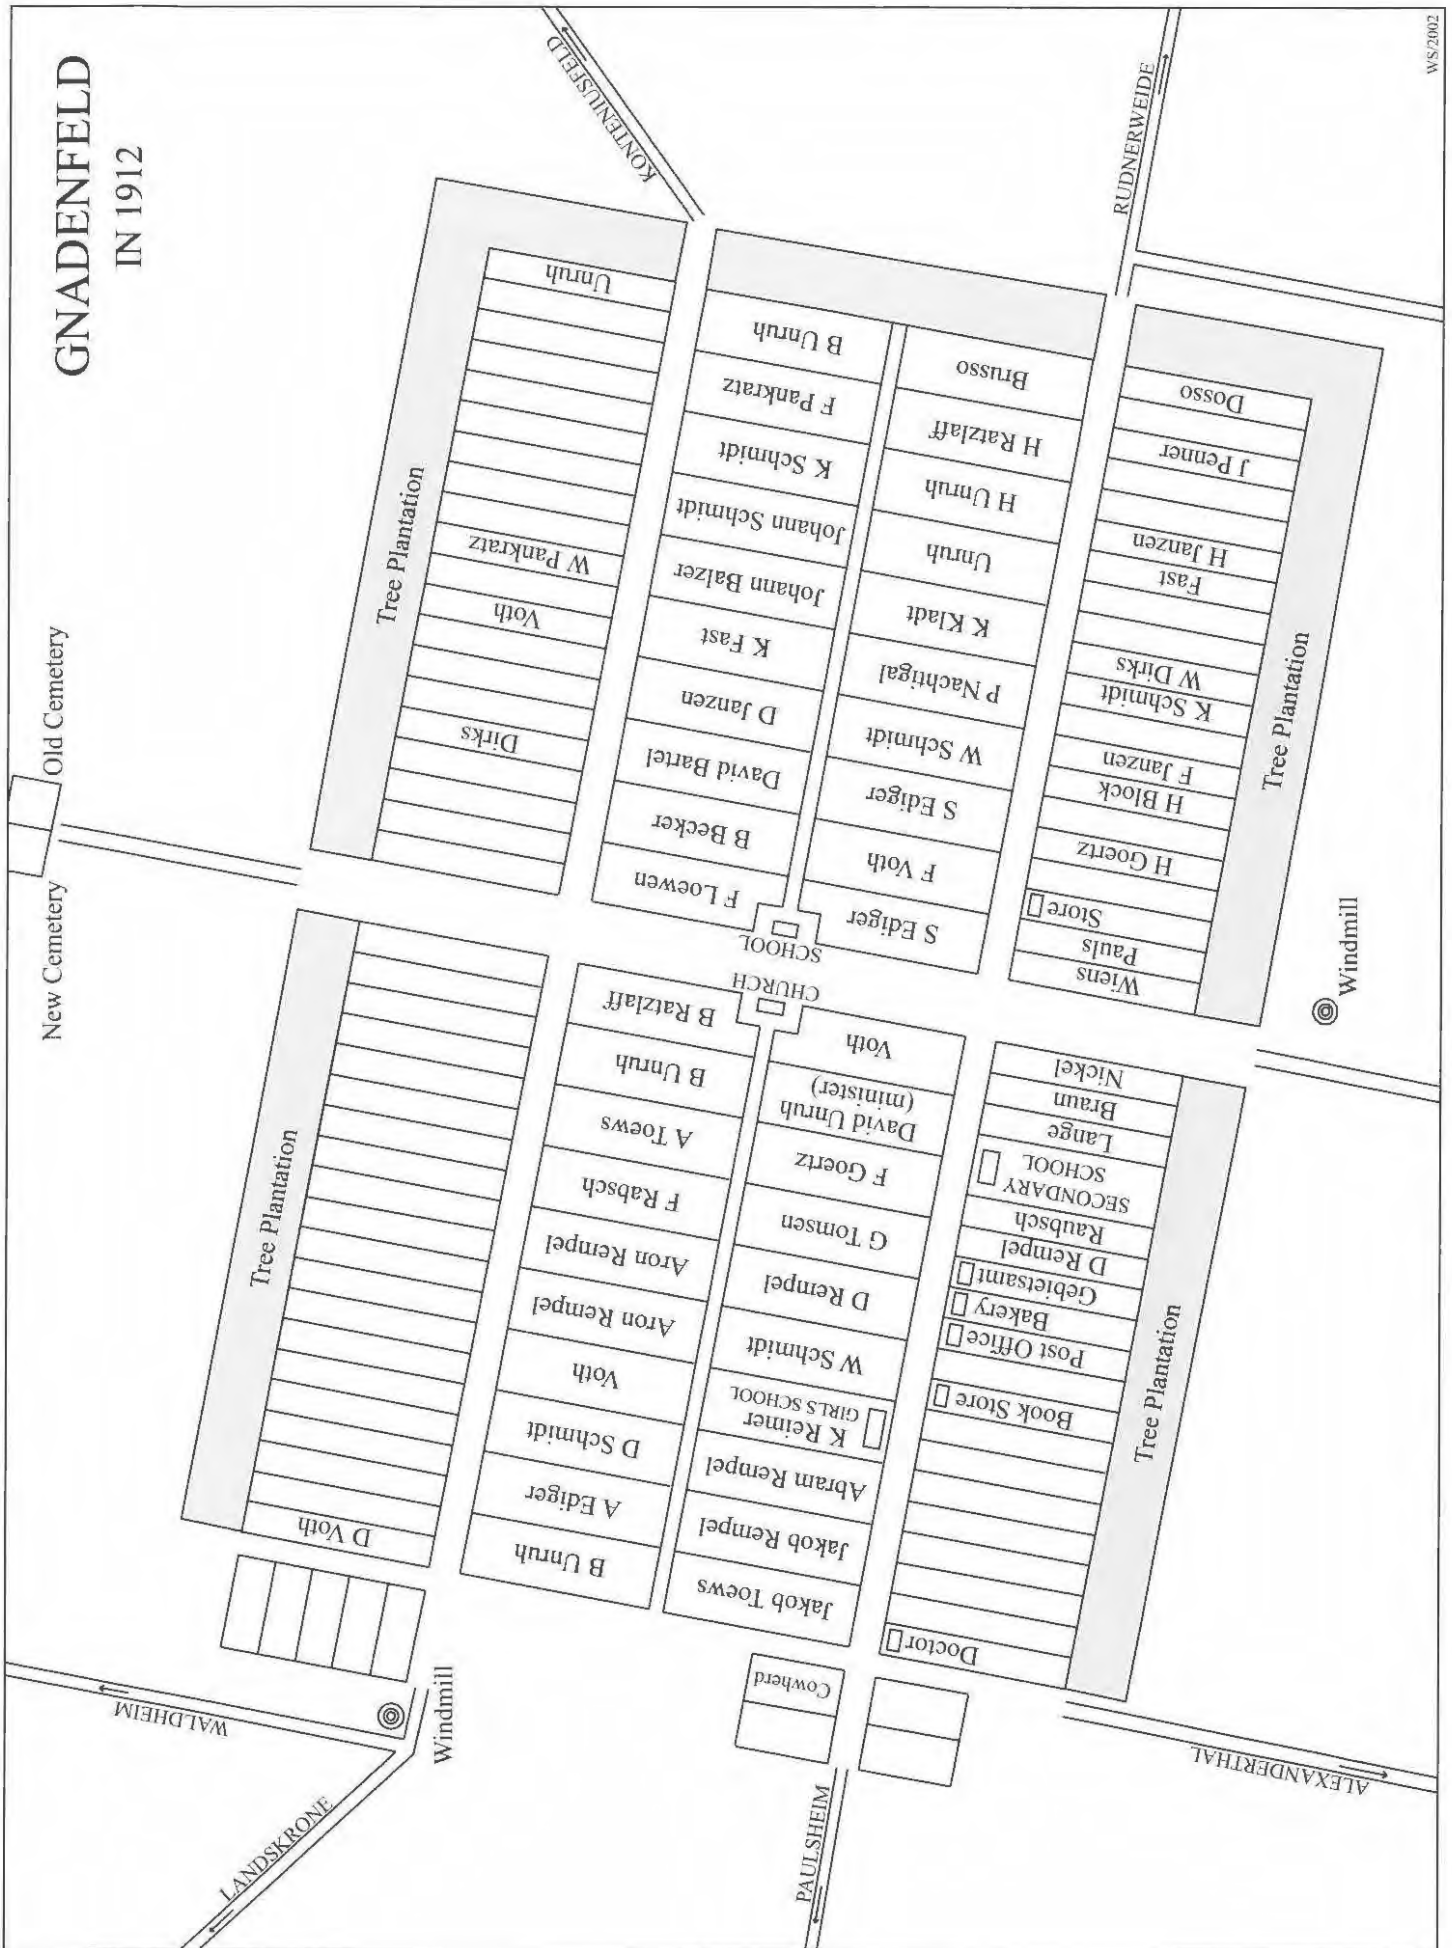 GNADENFELD
IN 1912
WS/2002
KONTENIUSFELD
RUDNERWEIDE
Old Cemetery
New Cemetery
Tree Plantation
Unruh
W Pankratz
Voth
Dirks
B Unruh
F Pankratz
K Schmidt
Johann Schmidt
Johann Balzer
K Fast
D Janzen
David Bartel
B Becker
F Loewen
Brusso
H Ratzlaff
H Unruh
Unruh
K Kladt
P Nachtigal
W Schmidt
S Ediger
F Voth
S Ediger
SCHOOL
CHURCH
Dosso
J Penner
H Janzen
Fast
W Dirks
K Schmidt
F Janzen
H Block
H Goertz
Store
Pauls
Wiens
Tree Plantation
Windmill
Tree Plantation
D Voth
B Ratzlaff
B Unruh
A Toews
F Rabsch
Aron Rempel
Aron Rempel
Voth
D Schmidt
A Ediger
B Unruh
Voth
David Unruh
(minister)
F Goertz
G Tomsen
D Rempel
W Schmidt
K Reimer
GIRLS SCHOOL
Abram Rempel
Jakob Rempel
Jakob Toews
Nickel
Braun
Lange
SECONDARY
SCHOOL
Raubsch
D Rempel
Gebietsamt
Bakery
Post Office
Book Store
Doctor
Tree Plantation
Cowherd
Windmill
WALDHEIM
LANDSKRONE
PAULSHEIM
ALEXANDERTHAL